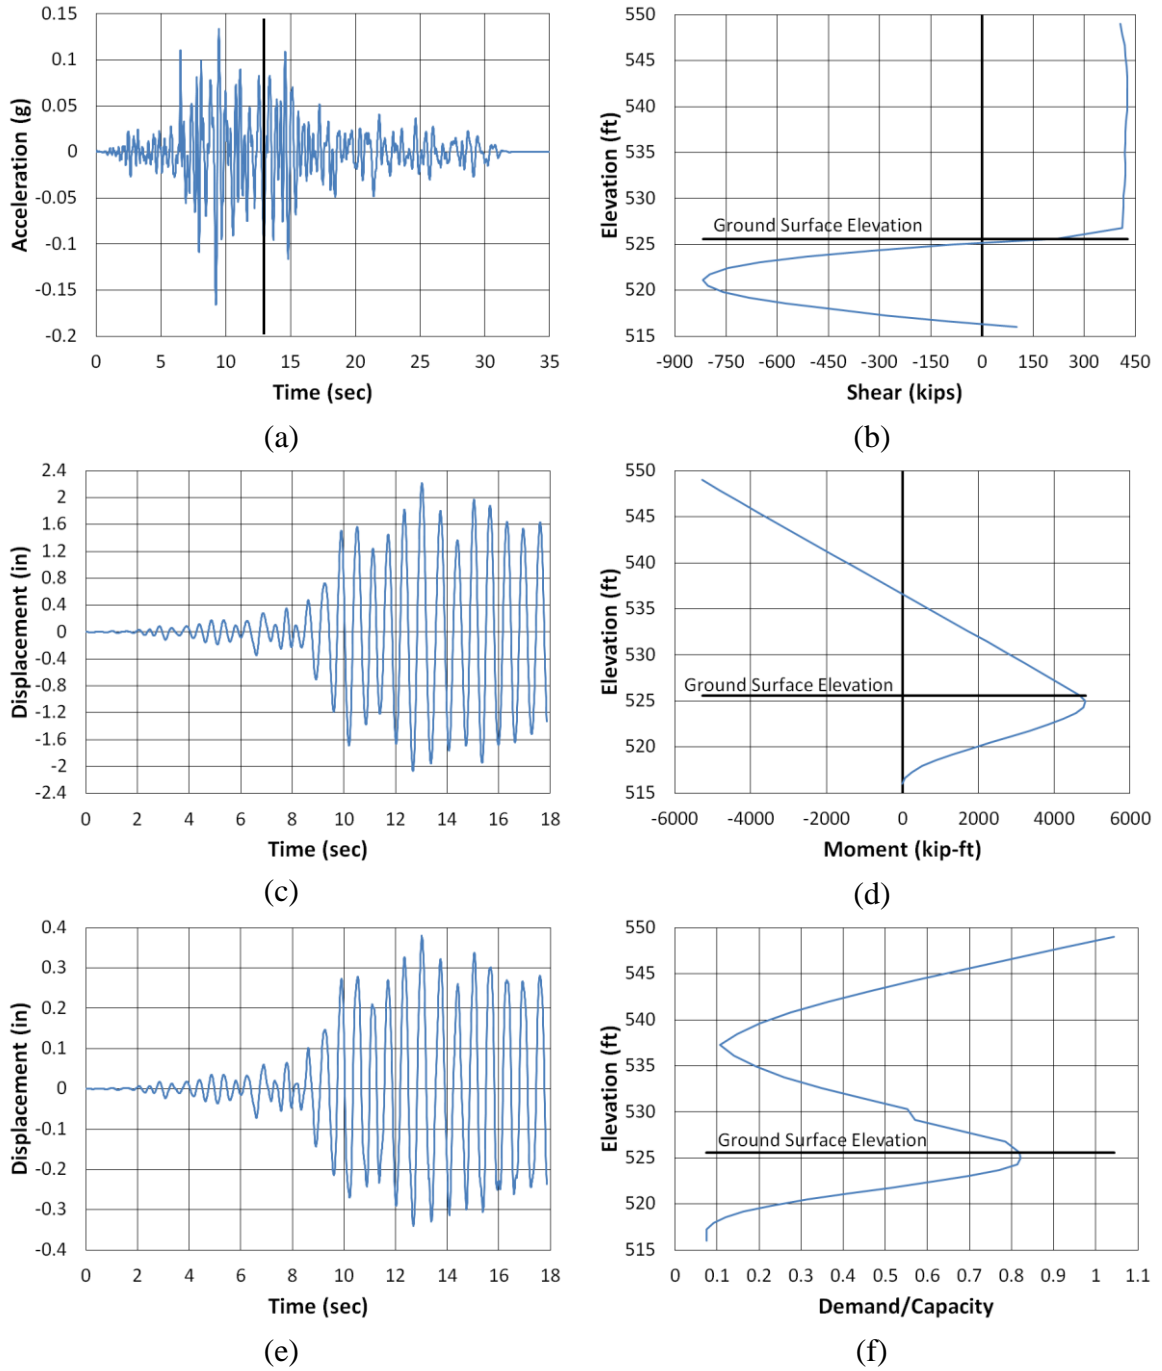 0.15
0.1
0.05
0
-0.05
-0.1
-0.15
-0.2
0 5 10 15 20 25 30 35
Acceleration (g)
Time (sec)
(a)
550
545
540
535
530
525
520
515
Ground Surface Elevation
-900 -750 -600 -450 -300 -150 0 150 300 450
Elevation (ft)
Shear (kips)
(b)
2.4
2
1.6
1.2
0.8
0.4
0
-0.4
-0.8
-1.2
-1.6
-2
-2.4
0 2 4 6 8 10 12 14 16 18
Displacement (in)
Time (sec)
(c)
550
545
540
535
530
525
520
515
Ground Surface Elevation
-6000 -4000 -2000 0 2000 4000 6000
Elevation (ft)
Moment (kip-ft)
(d)
0.4
0.3
0.2
0.1
0
-0.1
-0.2
-0.3
-0.4
0 2 4 6 8 10 12 14 16 18
Displacement (in)
Time (sec)
(e)
550
545
540
535
530
525
520
515
Ground Surface Elevation
0 0.1 0.2 0.3 0.4 0.5 0.6 0.7 0.8 0.9 1 1.1
Elevation (ft)
Demand/Capacity
(f)